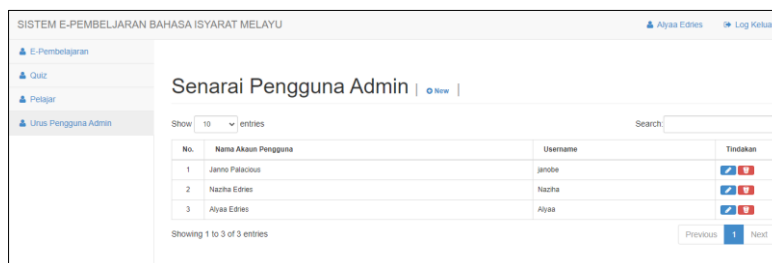 SISTEM E-PEMBELJARAN BAHASA ISYARAT MELAYU
Alyaa Edries Log Kelua
E-Pembelajaran
Quiz
Pelajar
Urus Pengguna Admin
Senarai Pengguna Admin | New |
Show 10 entries Search:
No. Nama Akaun Pengguna Username Tindakan
1 Janno Palacious janobe
2 Naziha Edries Naziha
3 Alyaa Edries Alyaa
Showing 1 to 3 of 3 entries
Previous 1 Next